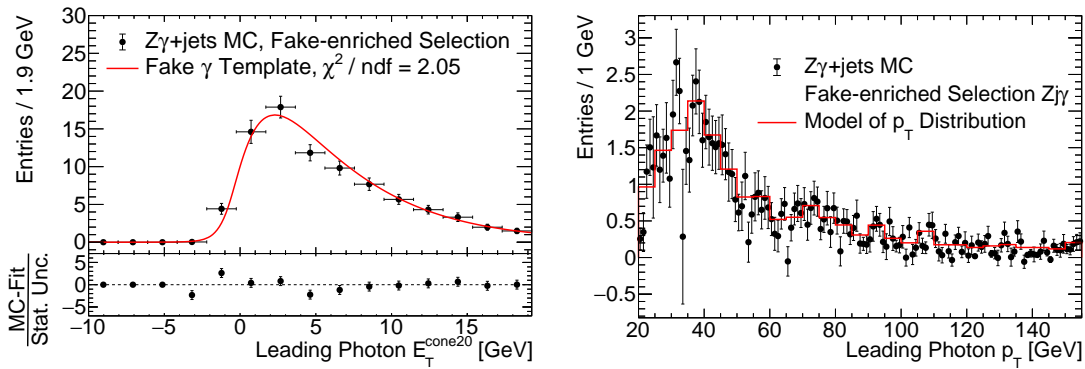 Zγ+jets MC, Fake-enriched Selection
Fake γ Template, χ² / ndf = 2.05
Entries / 1.9 GeV
30
25
20
15
10
5
0
MC-Fit
Stat. Unc.
5
0
−5
−10
−5
0
5
10
15
Leading Photon E_T^cone20 [GeV]
Zγ+jets MC
Fake-enriched Selection Zjγ
Model of p_T Distribution
Entries / 1 GeV
3
2.5
2
1.5
1
0.5
0
−0.5
20
40
60
80
100
120
140
Leading Photon p_T [GeV]